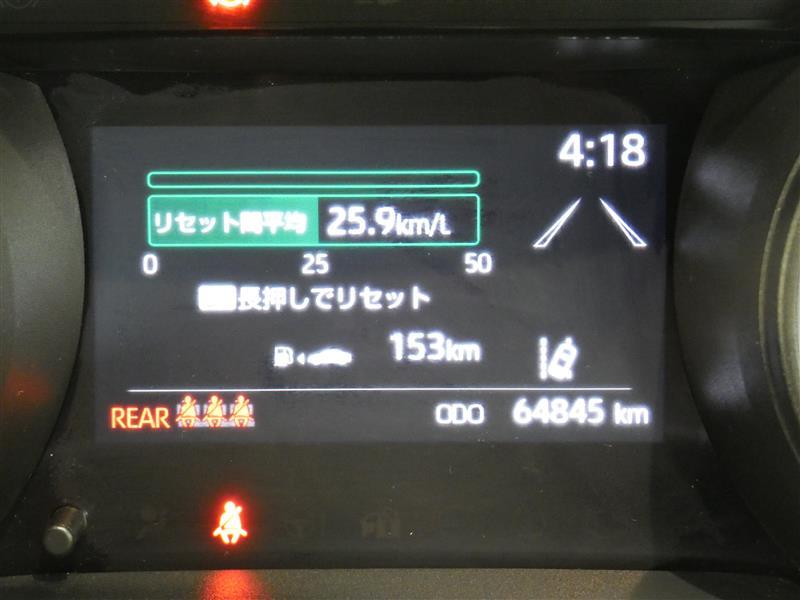 4:18
リセット間平均 25.9km/L
0 25 50
長押しでリセット
153km
REAR ODO 64845 km